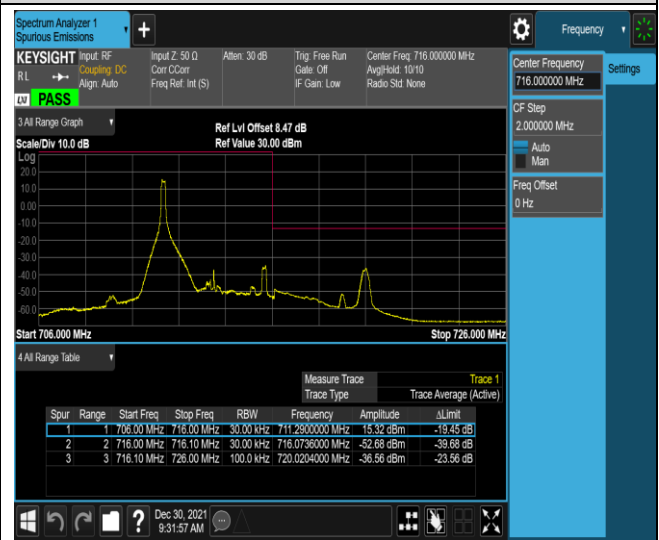 Spectrum Analyzer 1
Spurious Emissions
+
Frequency
KEYSIGHT Input: RF Input Z: 50 Ω Atten: 30 dB Trig: Free Run Center Freq: 716.000000 MHz
R L Coupling: DC Corr CCorr Gate: Off Avg|Hold: 10/10
Align: Auto Freq Ref: Int (S) IF Gain: Low Radio Std: None
LXI PASS
Center Frequency
716.000000 MHz
Settings
CF Step
2.000000 MHz
Auto
Man
Freq Offset
0 Hz
3 All Range Graph
Ref Lvl Offset 8.47 dB
Scale/Div 10.0 dB Ref Value 30.00 dBm
Log
20.0
10.0
0.00
-10.0
-20.0
-30.0
-40.0
-50.0
-60.0
Start 706.000 MHz Stop 726.000 MHz
4 All Range Table
Measure Trace Trace 1
Trace Type Trace Average (Active)
Spur Range Start Freq Stop Freq RBW Frequency Amplitude ΔLimit
1 1 706.00 MHz 716.00 MHz 30.00 kHz 711.2900000 MHz 15.32 dBm -19.45 dB
2 2 716.00 MHz 716.10 MHz 30.00 kHz 716.0736000 MHz -52.68 dBm -39.68 dB
3 3 716.10 MHz 726.00 MHz 100.0 kHz 720.0204000 MHz -36.56 dBm -23.56 dB
? Dec 30, 2021
9:31:57 AM